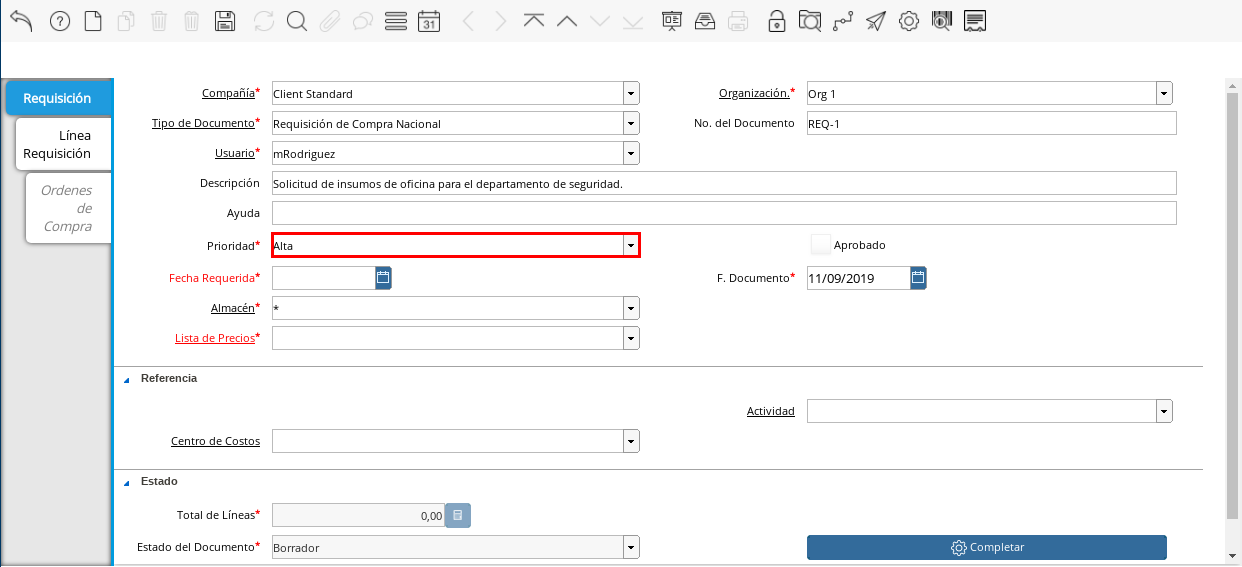 31
Requisición
Línea
Requisición
Ordenes
de
Compra
Compañía* Client Standard Organización.* Org 1
Tipo de Documento* Requisición de Compra Nacional No. del Documento REQ-1
Usuario* mRodriguez
Descripción Solicitud de insumos de oficina para el departamento de seguridad.
Ayuda
Prioridad* Alta Aprobado
Fecha Requerida* F. Documento* 11/09/2019
Almacén* *
Lista de Precios*
Referencia
Actividad
Centro de Costos
Estado
Total de Líneas* 0,00
Estado del Documento* Borrador Completar